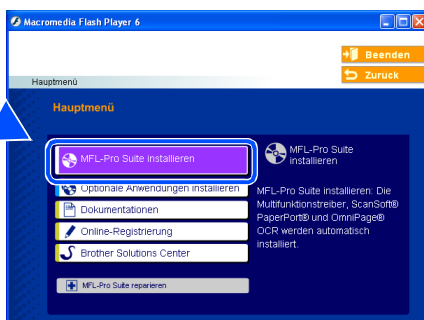 Macromedia Flash Player 6
Beenden
Zurück
Hauptmenü
Hauptmenü
MFL-Pro Suite installieren
Optionale Anwendungen installieren
Dokumentationen
Online-Registrierung
Brother Solutions Center
MFL-Pro Suite reparieren
MFL-Pro Suite
installieren
MFL-Pro Suite installieren: Die
Multifunktionstreiber, ScanSoft®
PaperPort® und OmniPage®
OCR werden automatisch
installiert.